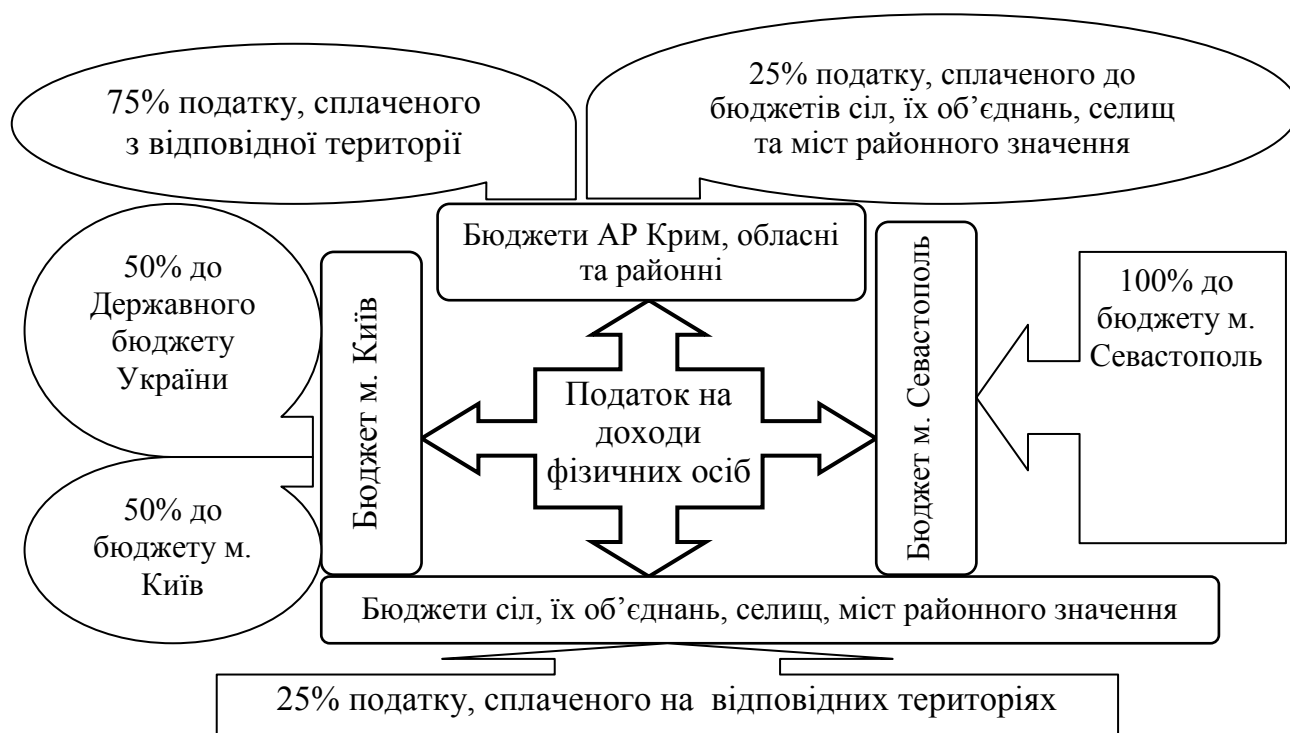 75% податку, сплаченого
з відповідної території
25% податку, сплаченого до
бюджетів сіл, їх об’єднань, селищ
та міст районного значення
Бюджети АР Крим, обласні
та районні
50% до
Державного
бюджету
України
Бюджет м. Київ
Податок на
доходи
фізичних осіб
Бюджет м. Севастополь
100% до
бюджету м.
Севастополь
50% до
бюджету м.
Київ
Бюджети сіл, їх об’єднань, селищ, міст районного значення
25% податку, сплаченого на відповідних територіях